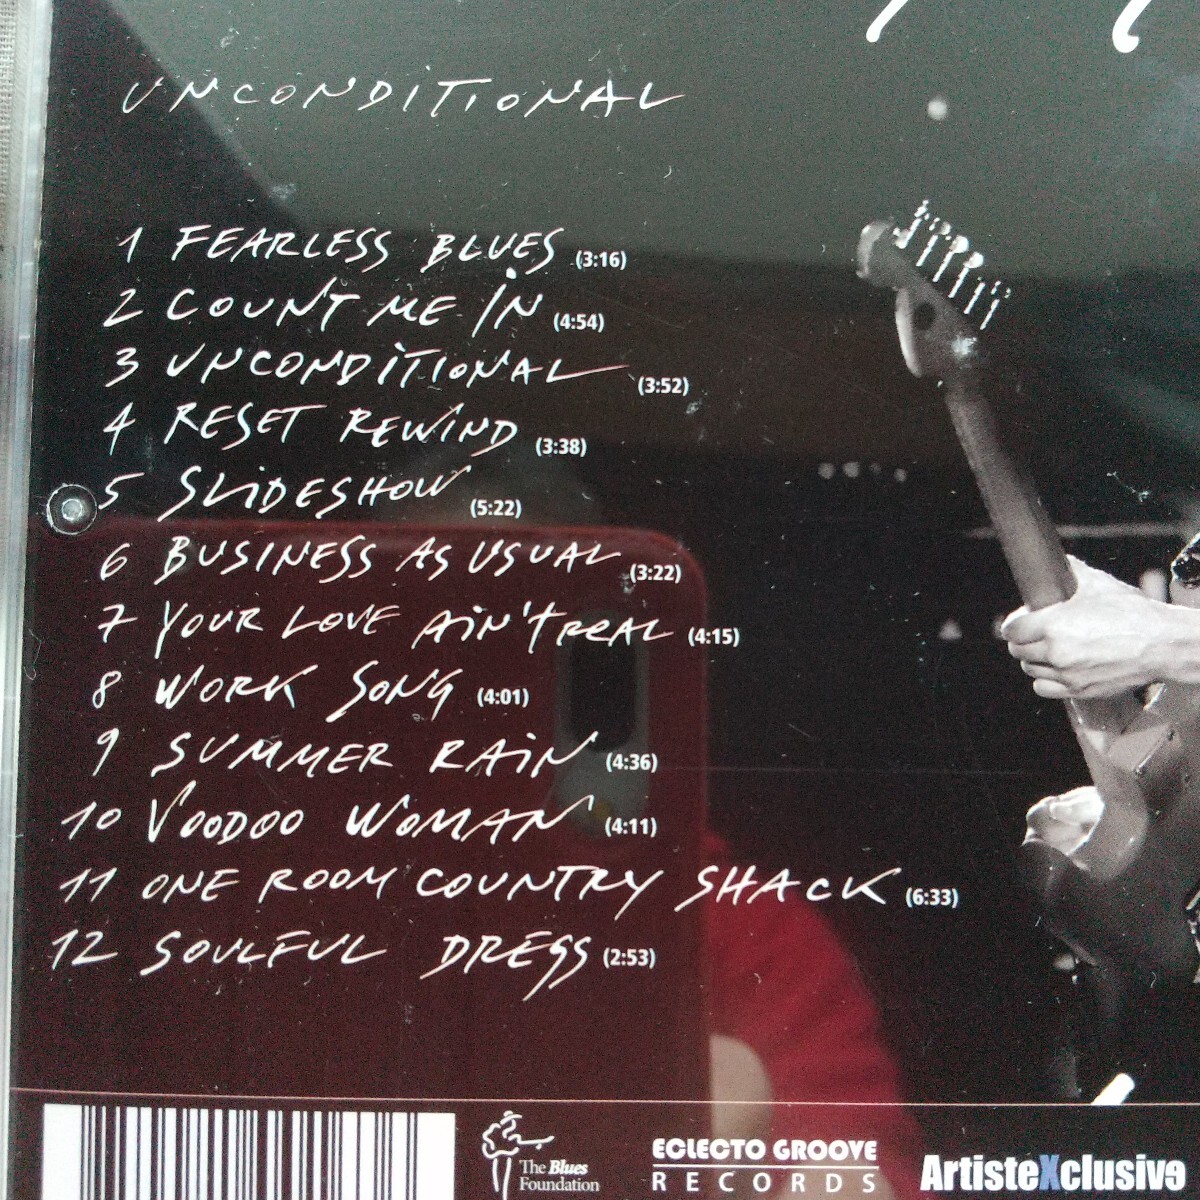 UNCONDITIONAL
1 FEARLESS BLUES (3:16)
2 COUNT ME IN (4:54)
3 UNCONDITIONAL (3:52)
4 RESET REWIND (3:38)
5 SLIDESHOW (5:22)
6 BUSINESS AS USUAL (3:22)
7 YOUR LOVE AIN'T REAL (4:15)
8 WORK SONG (4:01)
9 SUMMER RAIN (4:36)
10 VOODOO WOMAN (4:11)
11 ONE ROOM COUNTRY SHACK (6:33)
12 SOULFUL DRESS (2:53)
The Blues
Foundation
ECLECTO GROOVE
RECORDS
ArtisteXclusive